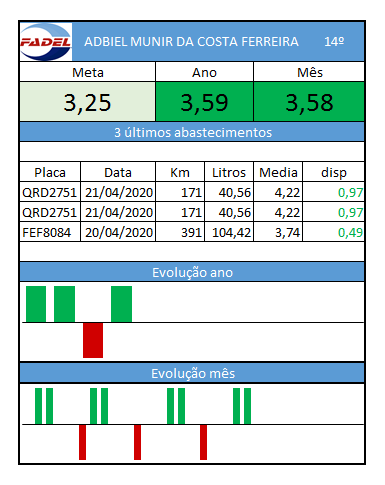 FADEL ADBIEL MUNIR DA COSTA FERREIRA 14º
Meta Ano Mês
3,25 3,59 3,58
3 últimos abastecimentos
Placa Data Km Litros Media disp
QRD2751 21/04/2020 171 40,56 4,22 0,97
QRD2751 21/04/2020 171 40,56 4,22 0,97
FEF8084 20/04/2020 391 104,42 3,74 0,49
Evolução ano
Evolução mês